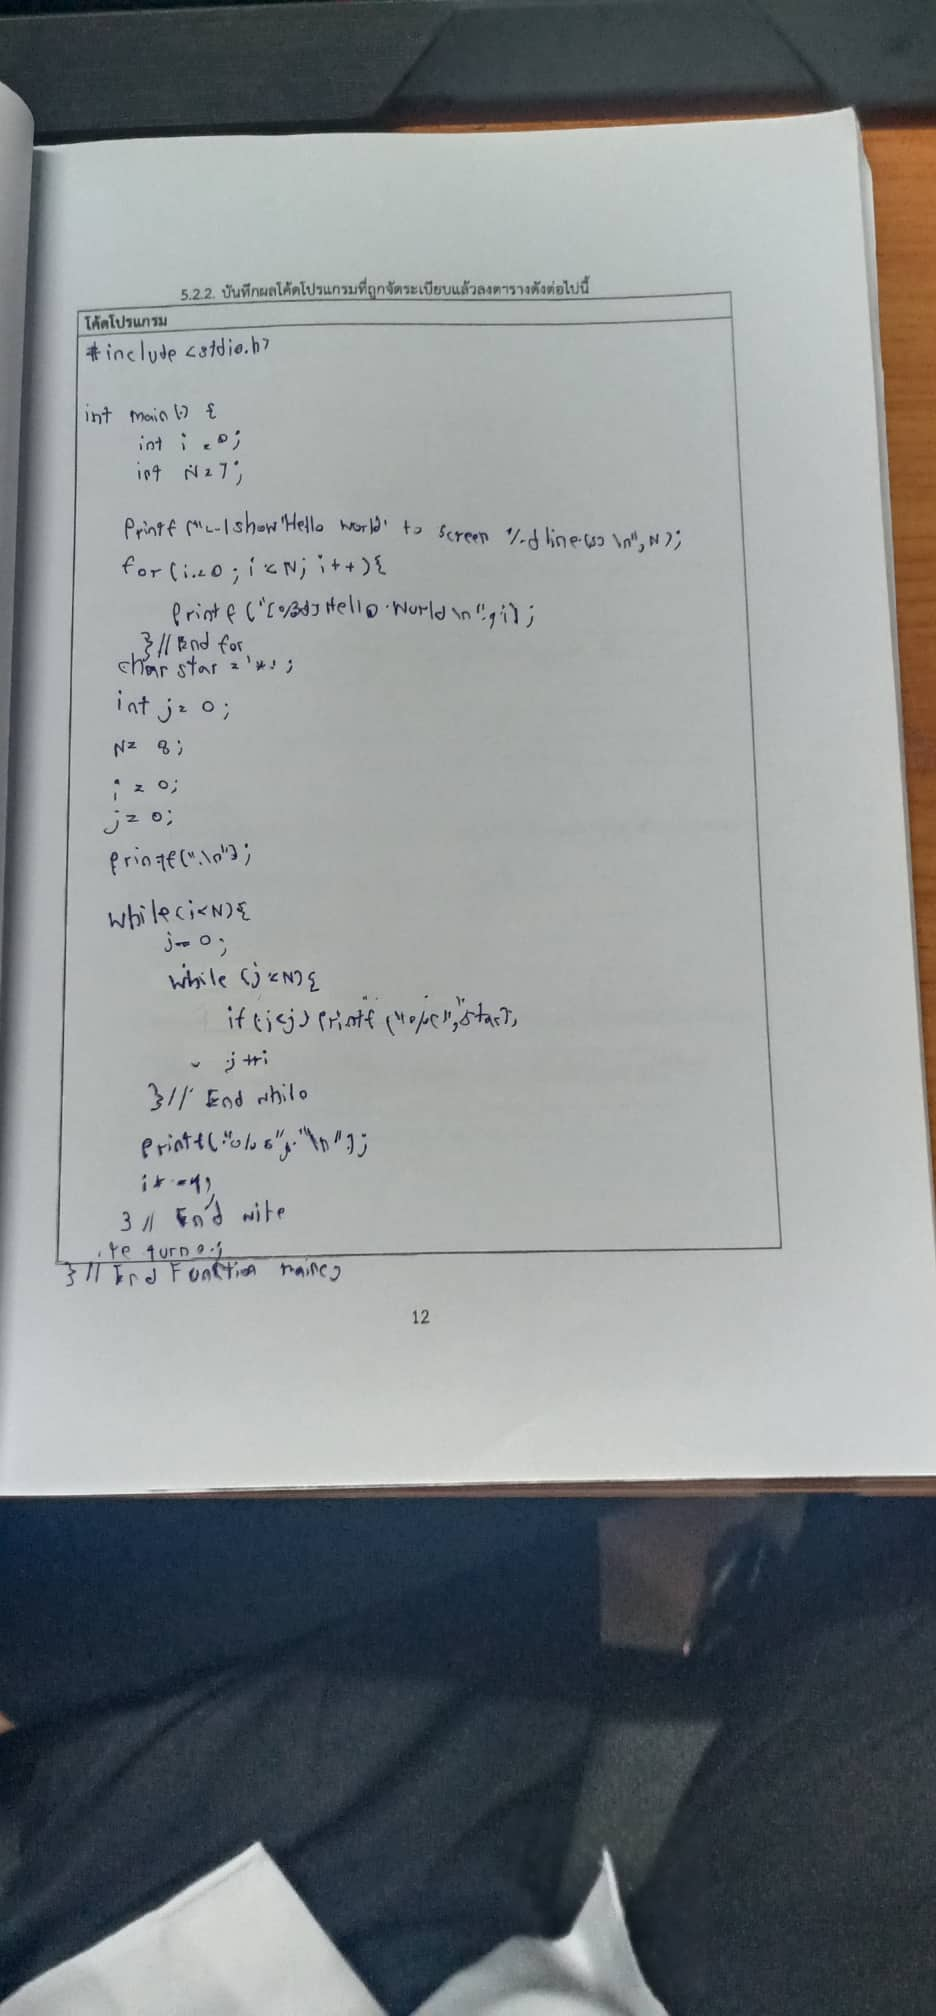 5.2.2. บันทึกผลโค้ดโปรแกรมที่ถูกจัดระเบียบแล้วลงตารางดังต่อไปนี้
โค้ดโปรแกรม
#include <stdio.h>
int main() {
int i = 0;
int N = 7;
printf ("--| show 'Hello world' to screen %d line(s) \n", N);
for (i = 0 ; i < N; i++) {
printf ("[%3d] Hello World \n", i);
} // End for
char star = '*';
int j = 0;
N = 8;
i = 0;
j = 0;
printf("\n");
while (i < N) {
j = 0;
while (j < N) {
printf ("%c", star);
j++;
} // End while
printf("%s", "\n");
} // End
return 0;
} // End Function main()
12